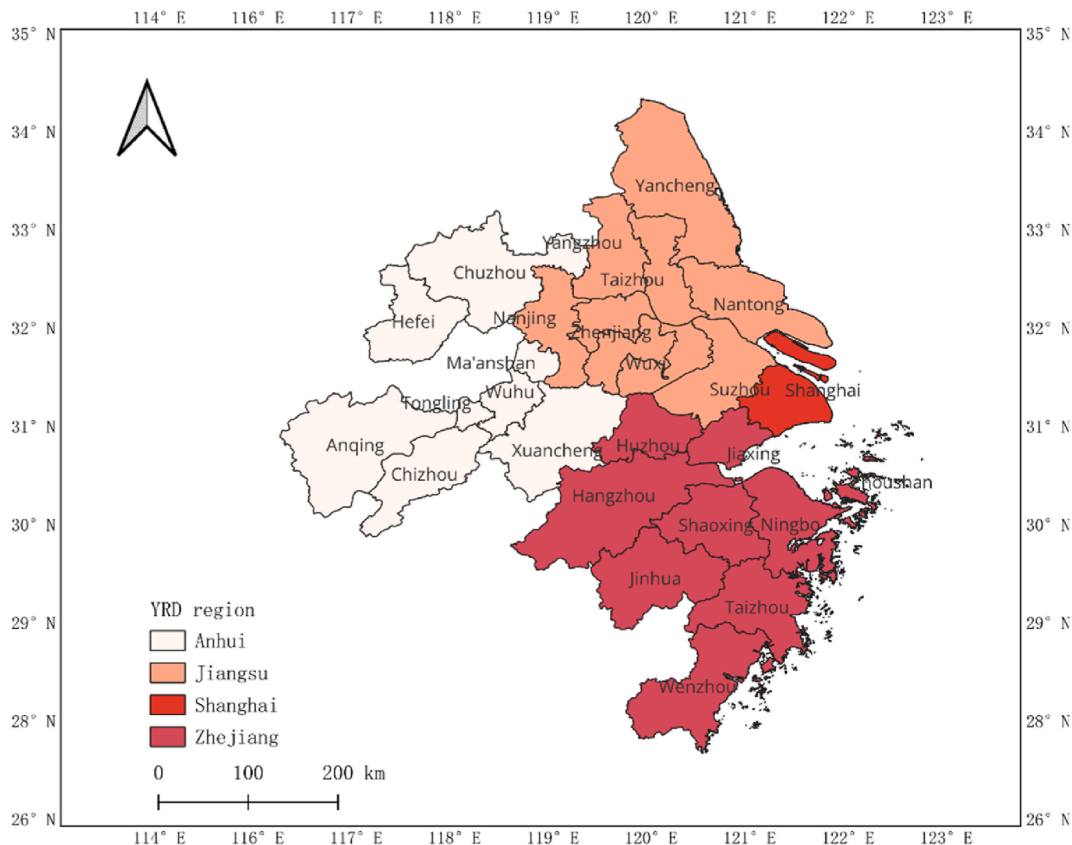 114° E 116° E 117° E 118° E 119° E 120° E 121° E 122° E 123° E
35° N 35° N
34° N 34° N
Yancheng
33° N 33° N
Yangzhou
Chuzhou
Taizhou
Nantong
Nanjing
Hefei
32° N 32° N
Zhenjiang
Ma'anshan
Wuxi
Wuhu
Suzhou Shanghai
Tongling
31° N 31° N
Anqing
Huzhou
Xuancheng
Jiaxing
Chizhou
Zhoushan
Hangzhou
30° N 30° N
Shaoxing
Ningbo
Jinhua
Taizhou
YRD region
29° N 29° N
Anhui
Jiangsu
Wenzhou
Shanghai
28° N 28° N
Zhejiang
0 100 200 km
26° N 26° N
114° E 116° E 117° E 118° E 119° E 120° E 121° E 122° E 123° E